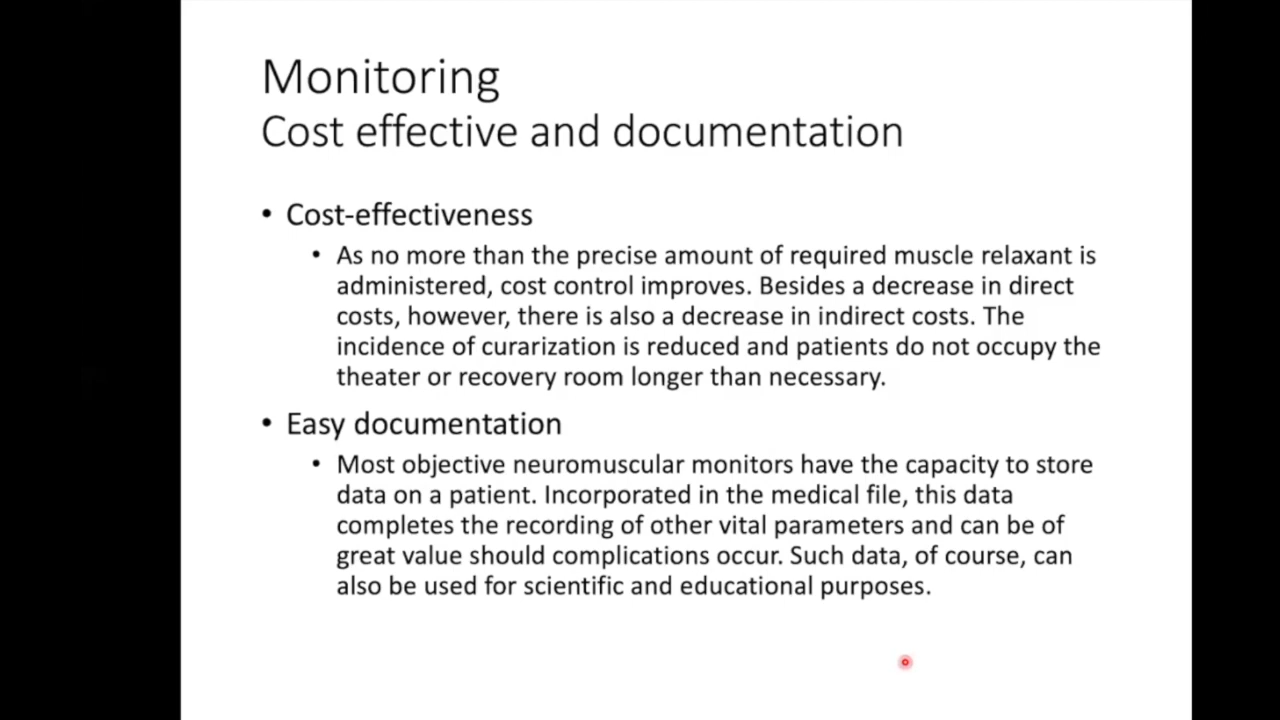 Monitoring
Cost effective and documentation
• Cost-effectiveness
• As no more than the precise amount of required muscle relaxant is
administered, cost control improves. Besides a decrease in direct
costs, however, there is also a decrease in indirect costs. The
incidence of curarization is reduced and patients do not occupy the
theater or recovery room longer than necessary.
• Easy documentation
• Most objective neuromuscular monitors have the capacity to store
data on a patient. Incorporated in the medical file, this data
completes the recording of other vital parameters and can be of
great value should complications occur. Such data, of course, can
also be used for scientific and educational purposes.